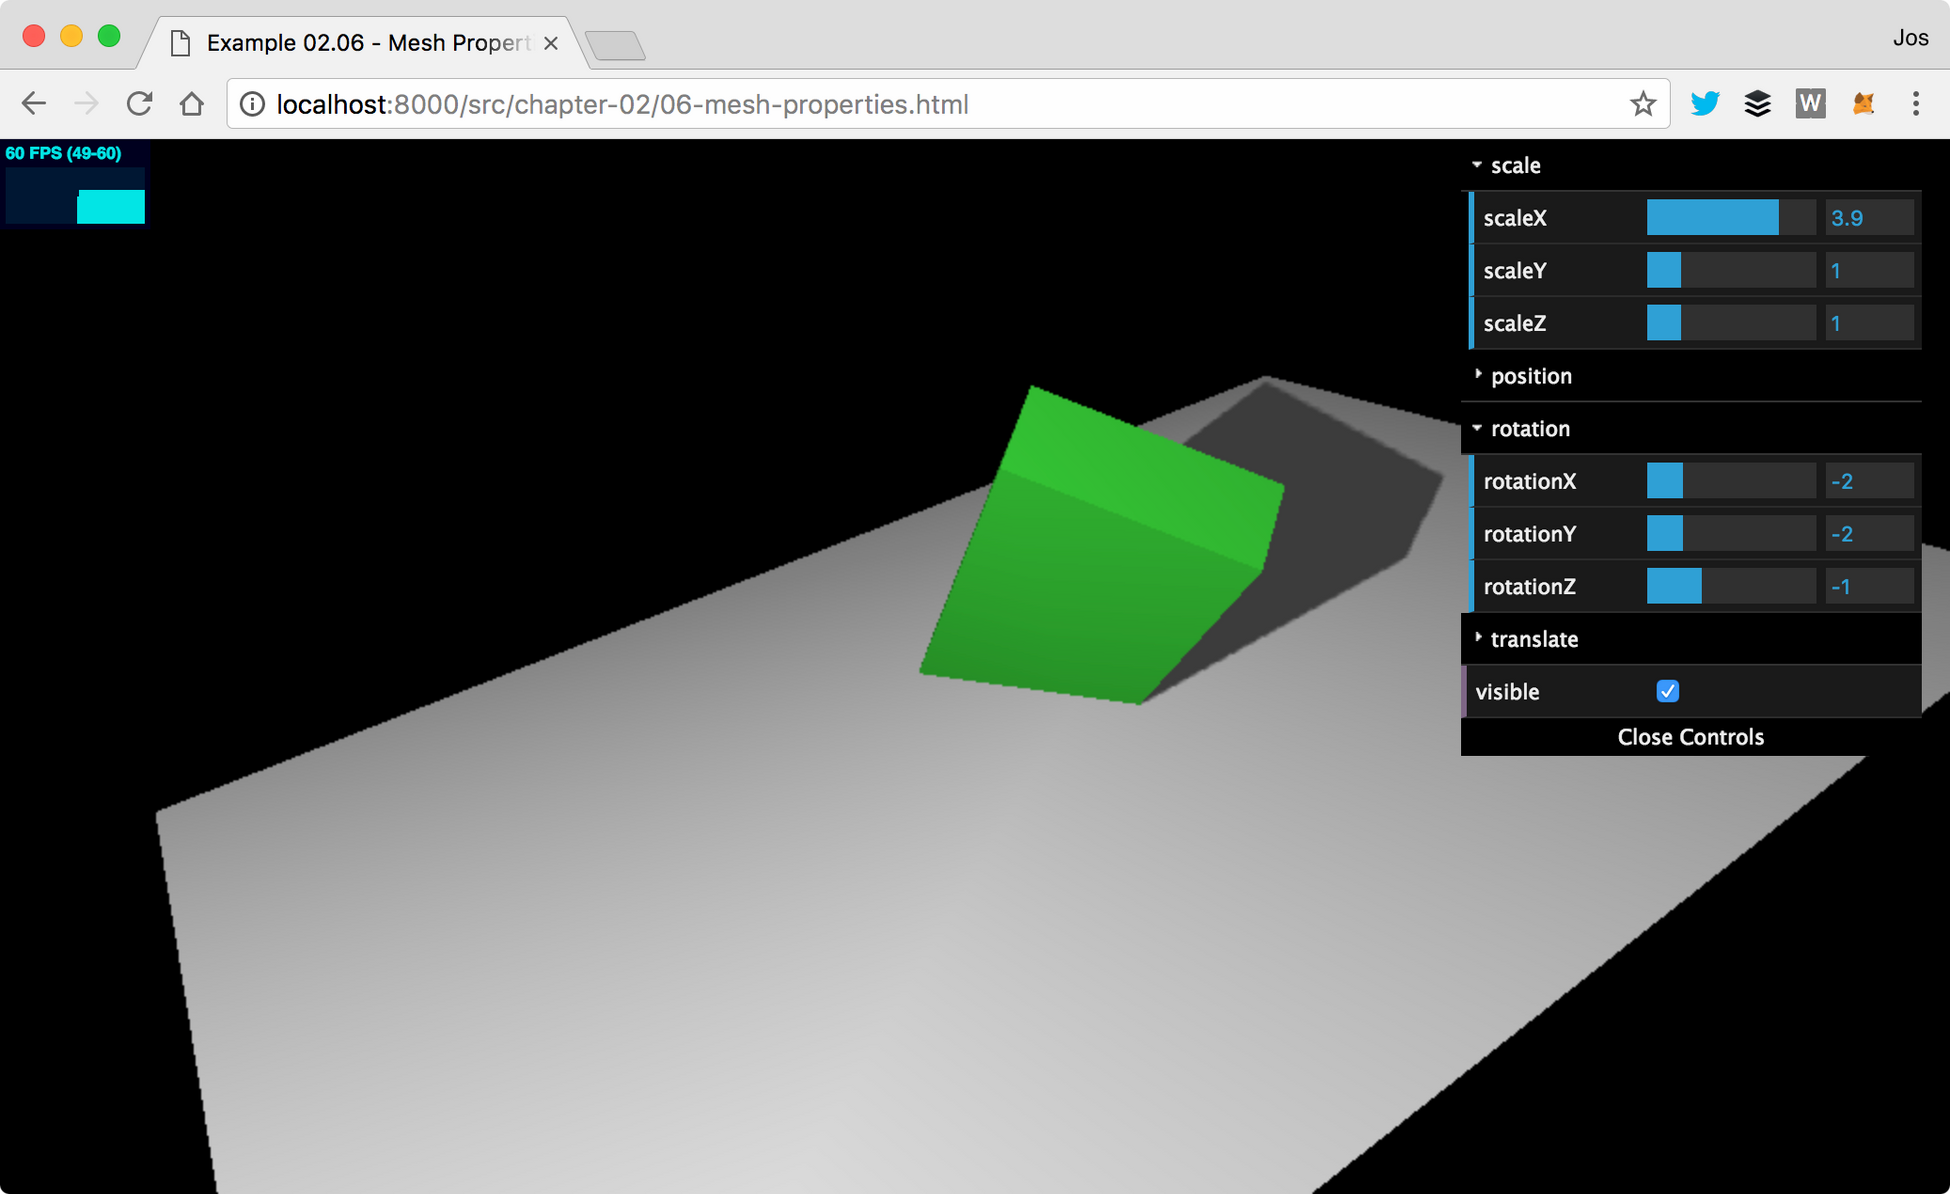 Example 02.06 - Mesh Propert
Jos
localhost:8000/src/chapter-02/06-mesh-properties.html
W
60 FPS (49-60)
scale
scaleX 3.9
scaleY 1
scaleZ 1
position
rotation
rotationX -2
rotationY -2
rotationZ -1
translate
visible
Close Controls